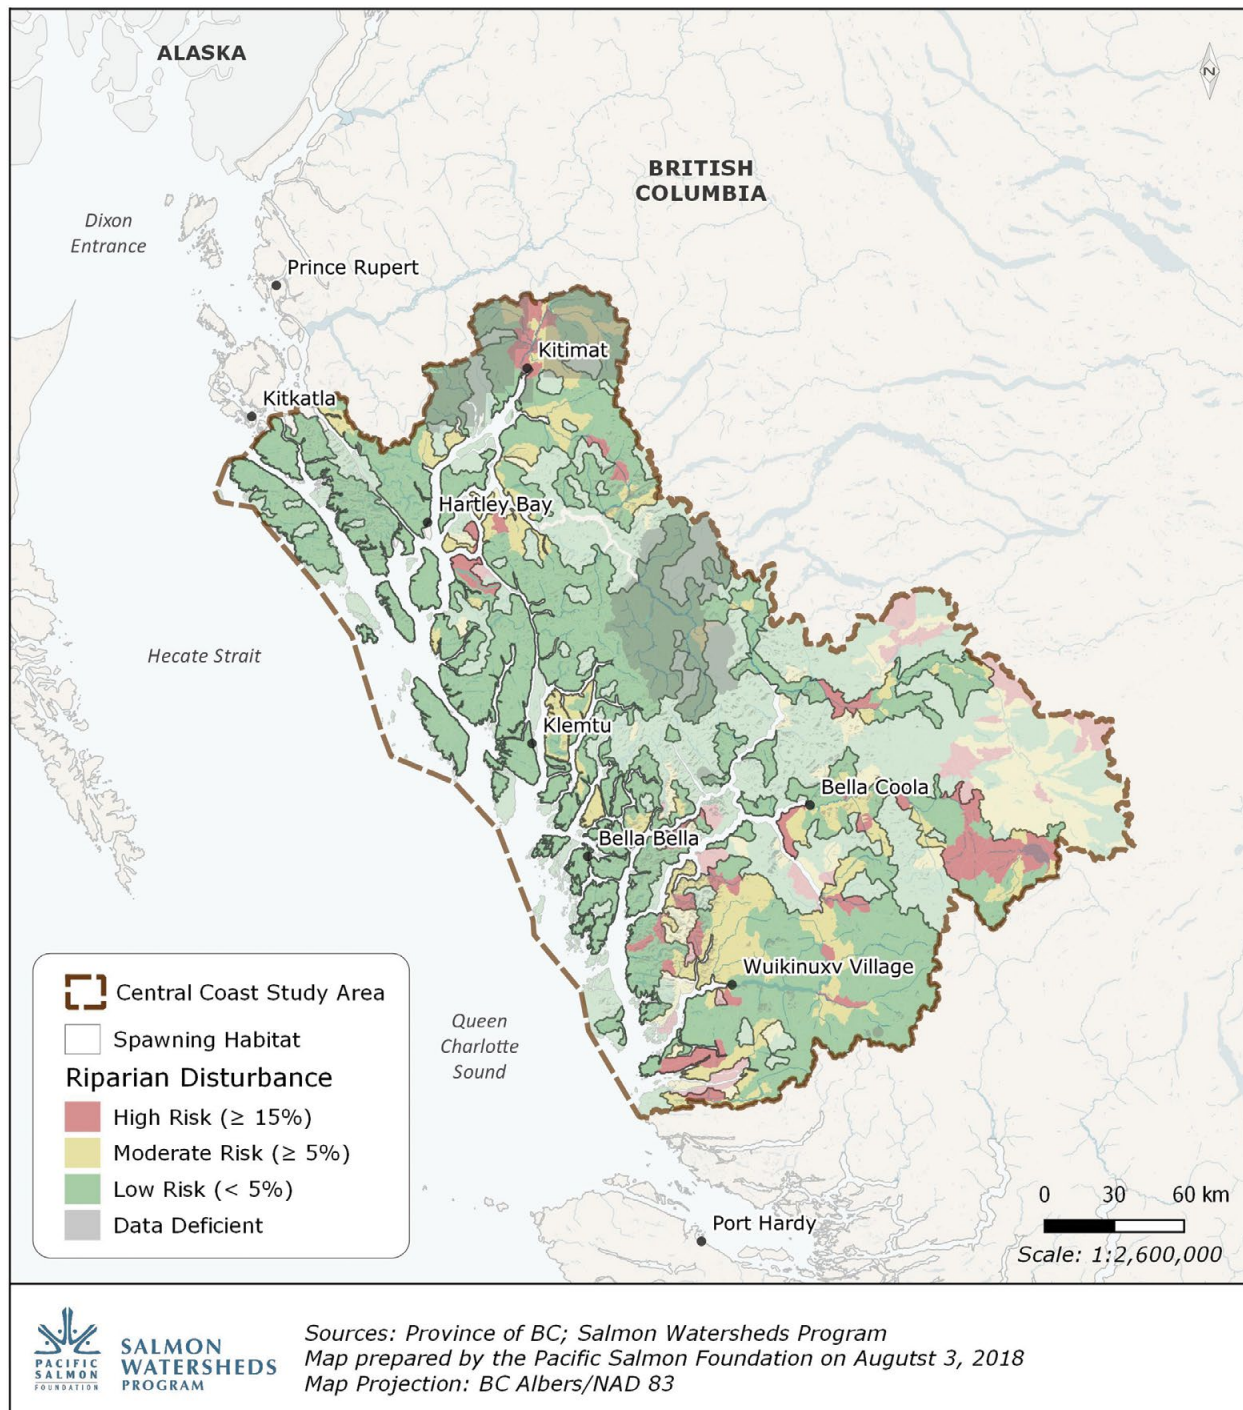 ALASKA
BRITISH
COLUMBIA
N
Dixon
Entrance
Prince Rupert
Kitimat
Kitkatla
Hartley Bay
Hecate Strait
Klemtu
Bella Coola
Bella Bella
Wuikinuxv Village
Queen
Charlotte
Sound
Port Hardy
Central Coast Study Area
Spawning Habitat
Riparian Disturbance
High Risk (≥ 15%)
Moderate Risk (≥ 5%)
Low Risk (< 5%)
Data Deficient
0 30 60 km
Scale: 1:2,600,000
PACIFIC
SALMON
FOUNDATION
SALMON
WATERSHEDS
PROGRAM
Sources: Province of BC; Salmon Watersheds Program
Map prepared by the Pacific Salmon Foundation on Augutst 3, 2018
Map Projection: BC Albers/NAD 83